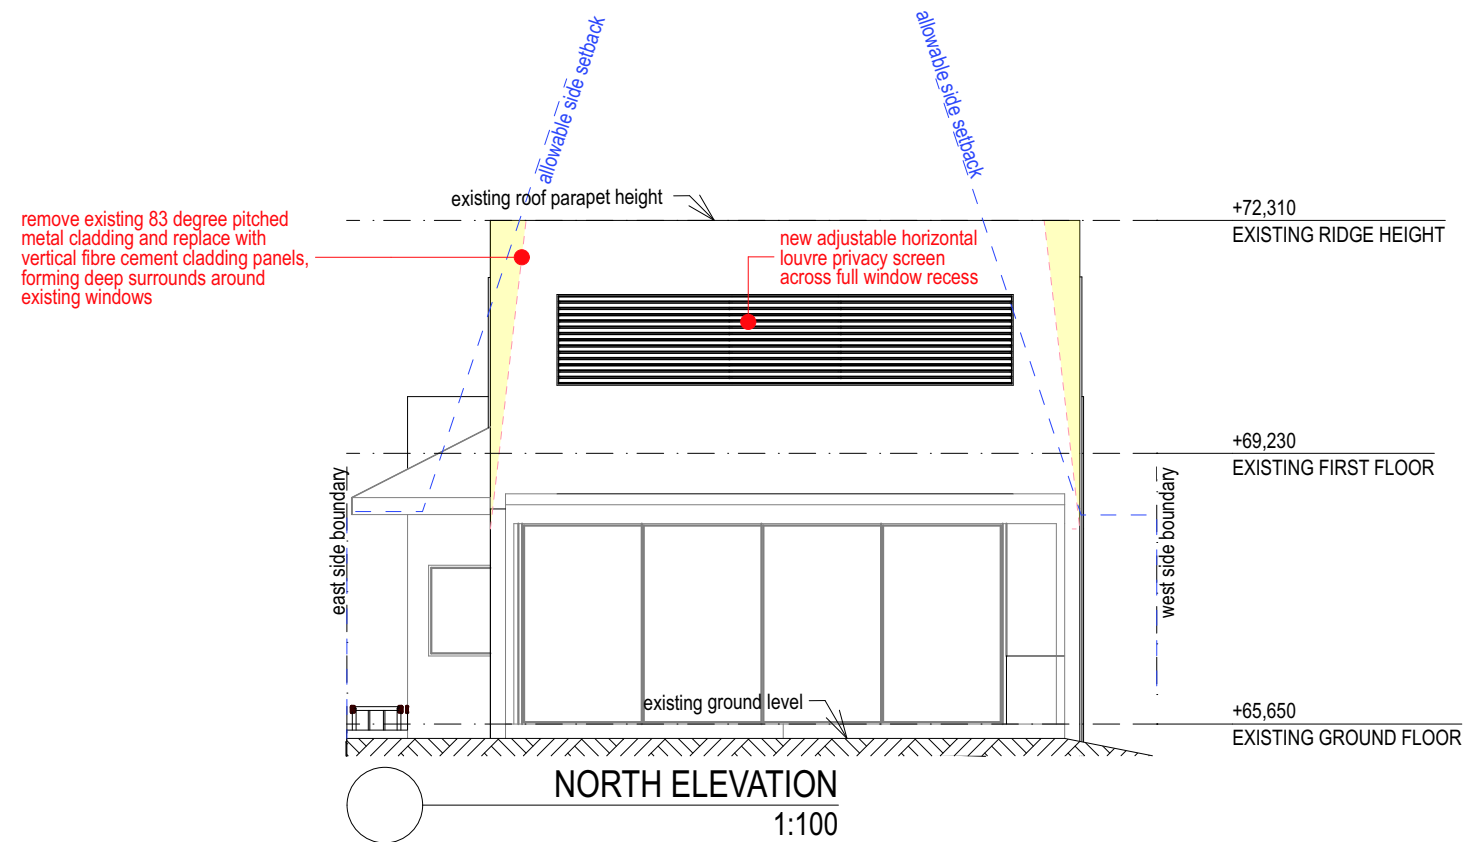 allowable side setback
allowable side setback
existing roof parapet height
remove existing 83 degree pitched
metal cladding and replace with
vertical fibre cement cladding panels,
forming deep surrounds around
existing windows
new adjustable horizontal
louvre privacy screen
across full window recess
+72,310
EXISTING RIDGE HEIGHT
+69,230
EXISTING FIRST FLOOR
east side boundary
west side boundary
existing ground level
+65,650
EXISTING GROUND FLOOR
NORTH ELEVATION
1:100